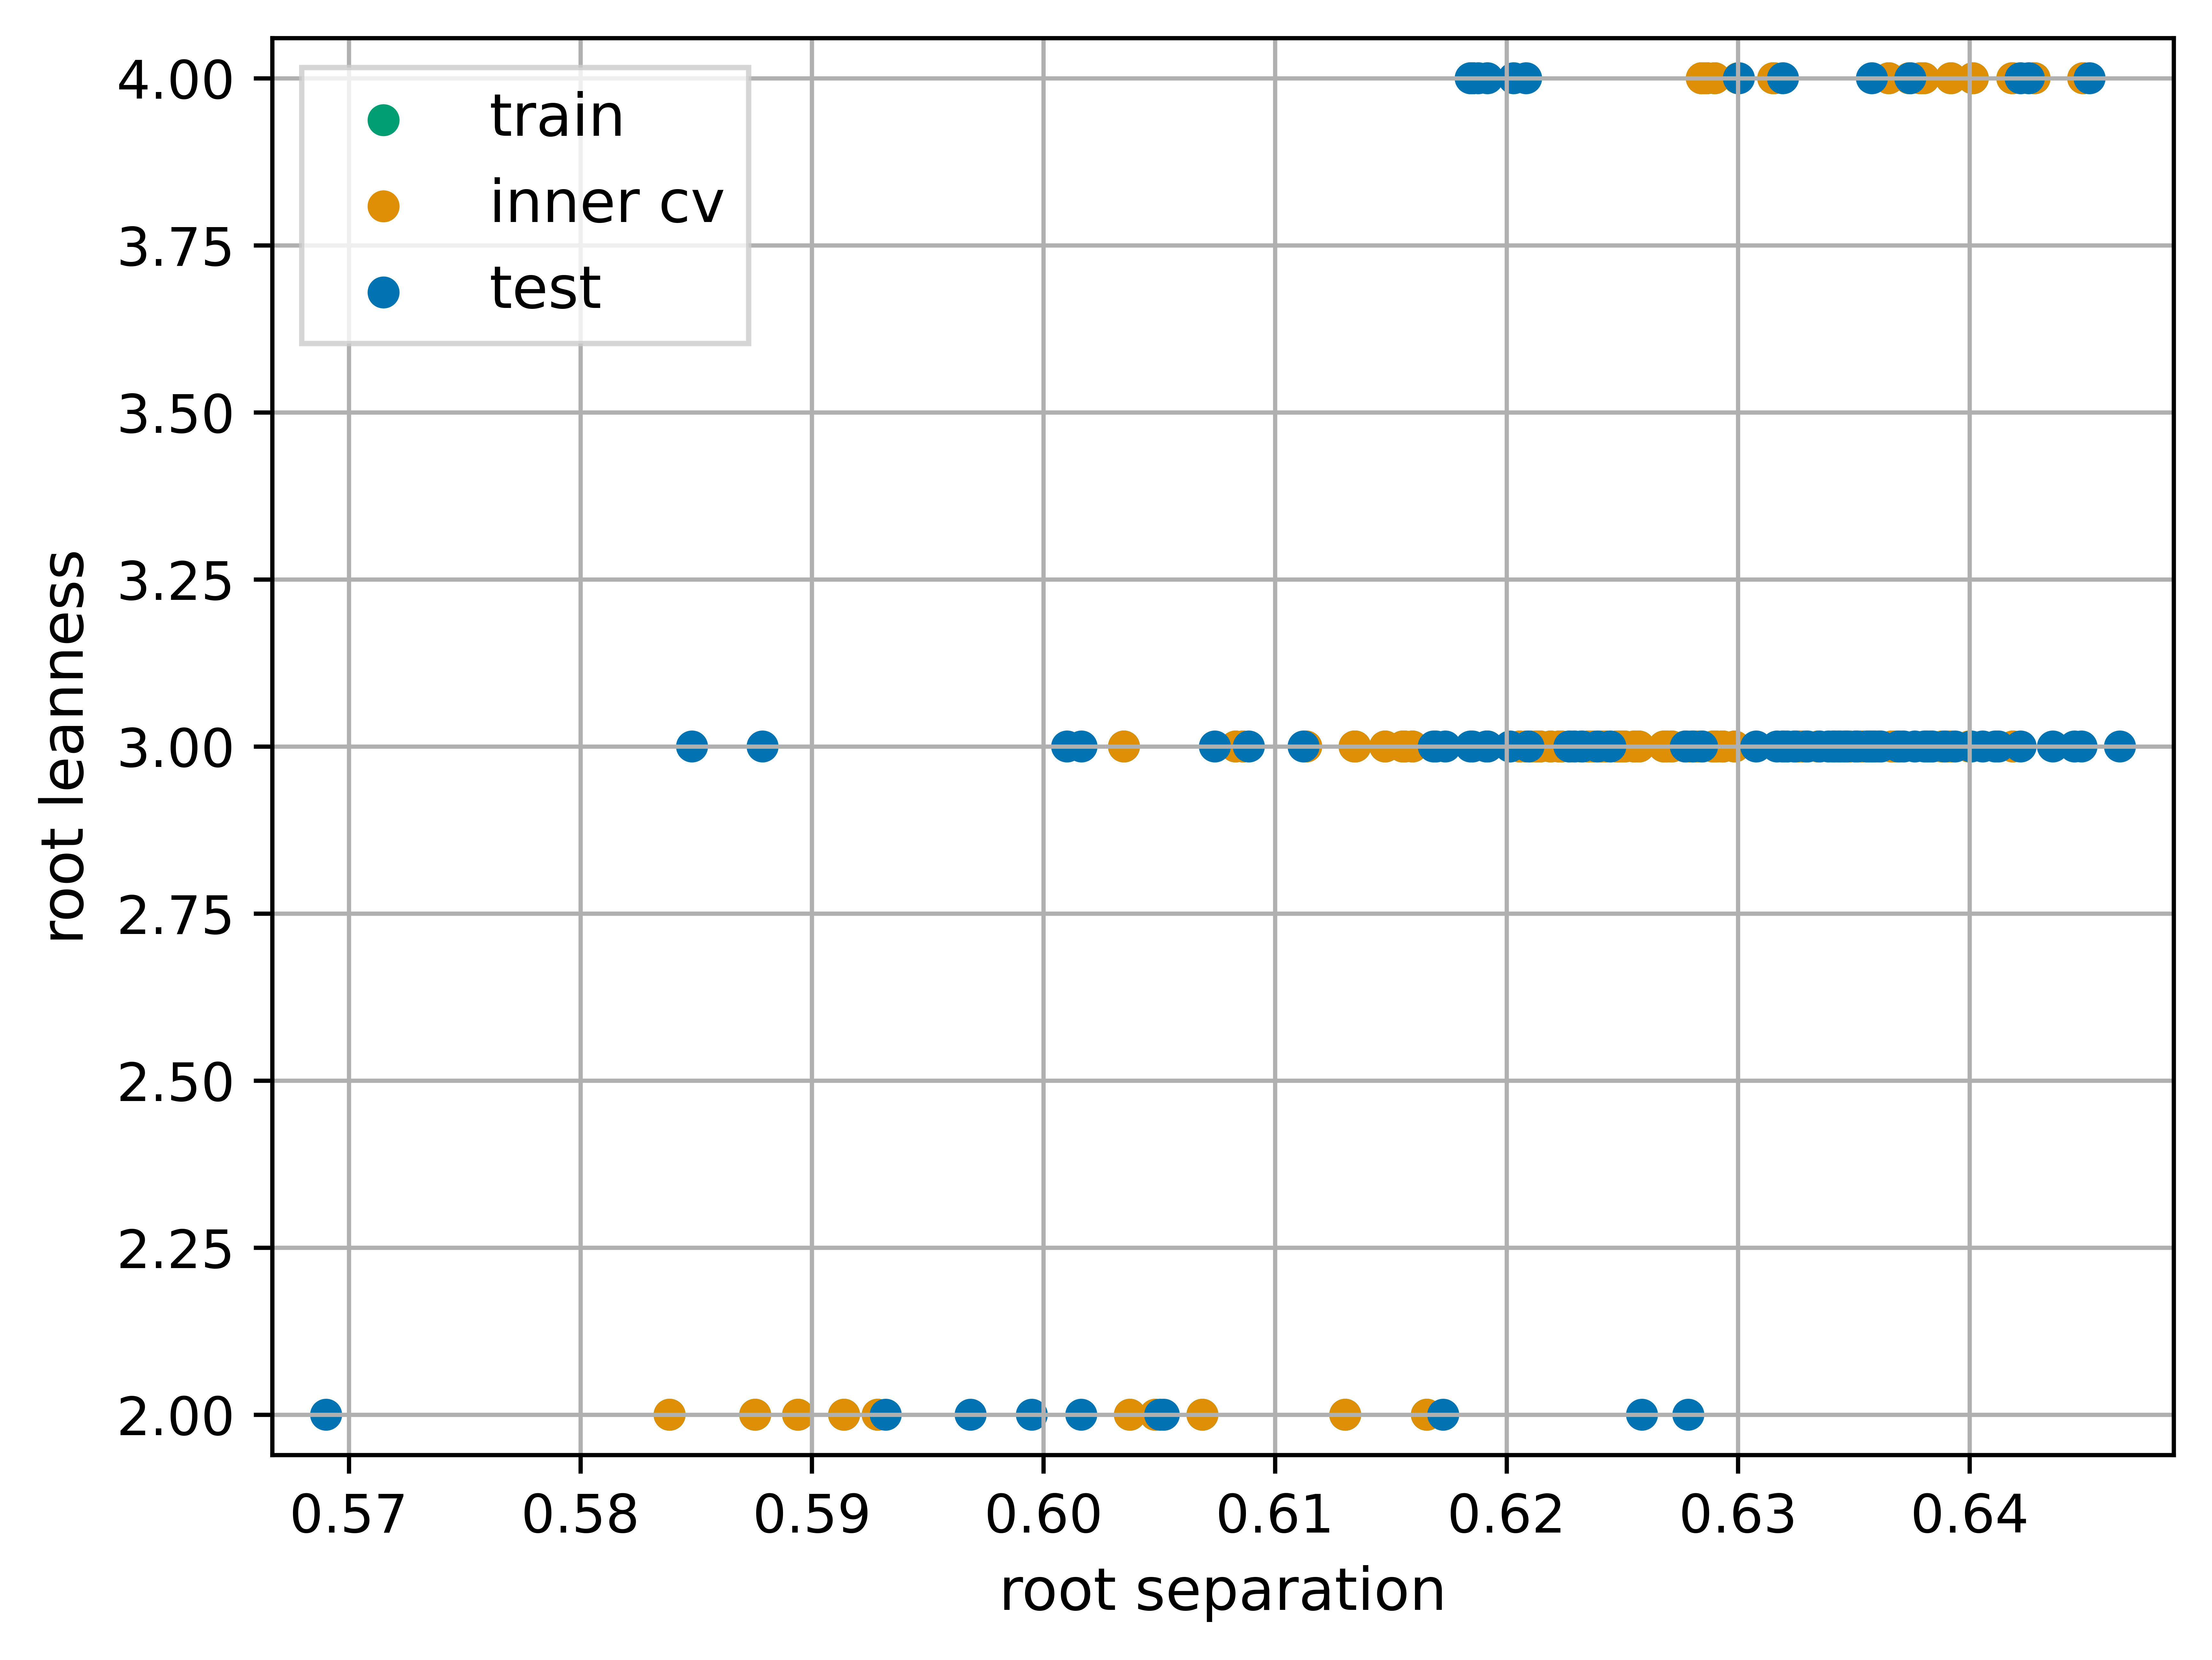 4.00
3.75
3.50
3.25
3.00
2.75
2.50
2.25
2.00
root leanness
train
inner cv
test
0.57 0.58 0.59 0.60 0.61 0.62 0.63 0.64
root separation